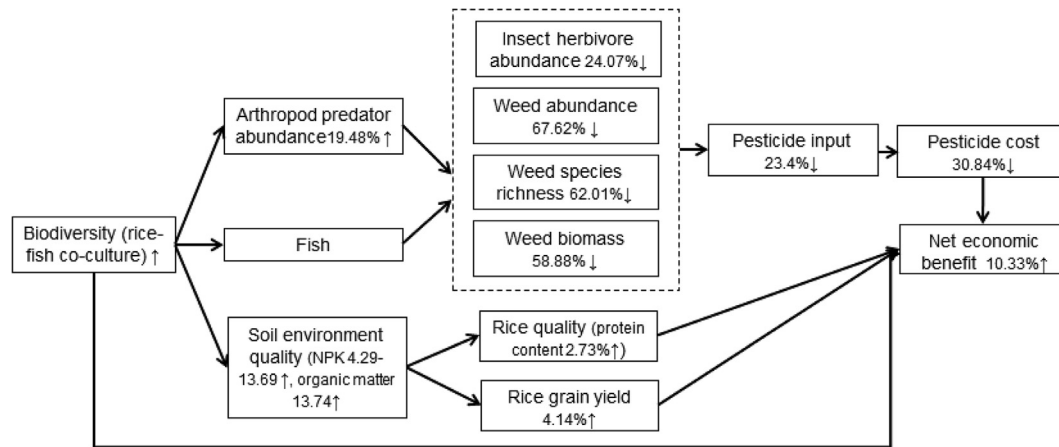 Biodiversity (rice-
fish co-culture) ↑
Arthropod predator
abundance19.48% ↑
Fish
Soil environment
quality (NPK 4.29-
13.69 ↑, organic matter
13.74↑
Insect herbivore
abundance 24.07%↓
Weed abundance
67.62% ↓
Weed species
richness 62.01%↓
Weed biomass
58.88% ↓
Rice quality (protein
content 2.73%↑)
Rice grain yield
4.14%↑
Pesticide input
23.4%↓
Pesticide cost
30.84%↓
Net economic
benefit 10.33%↑